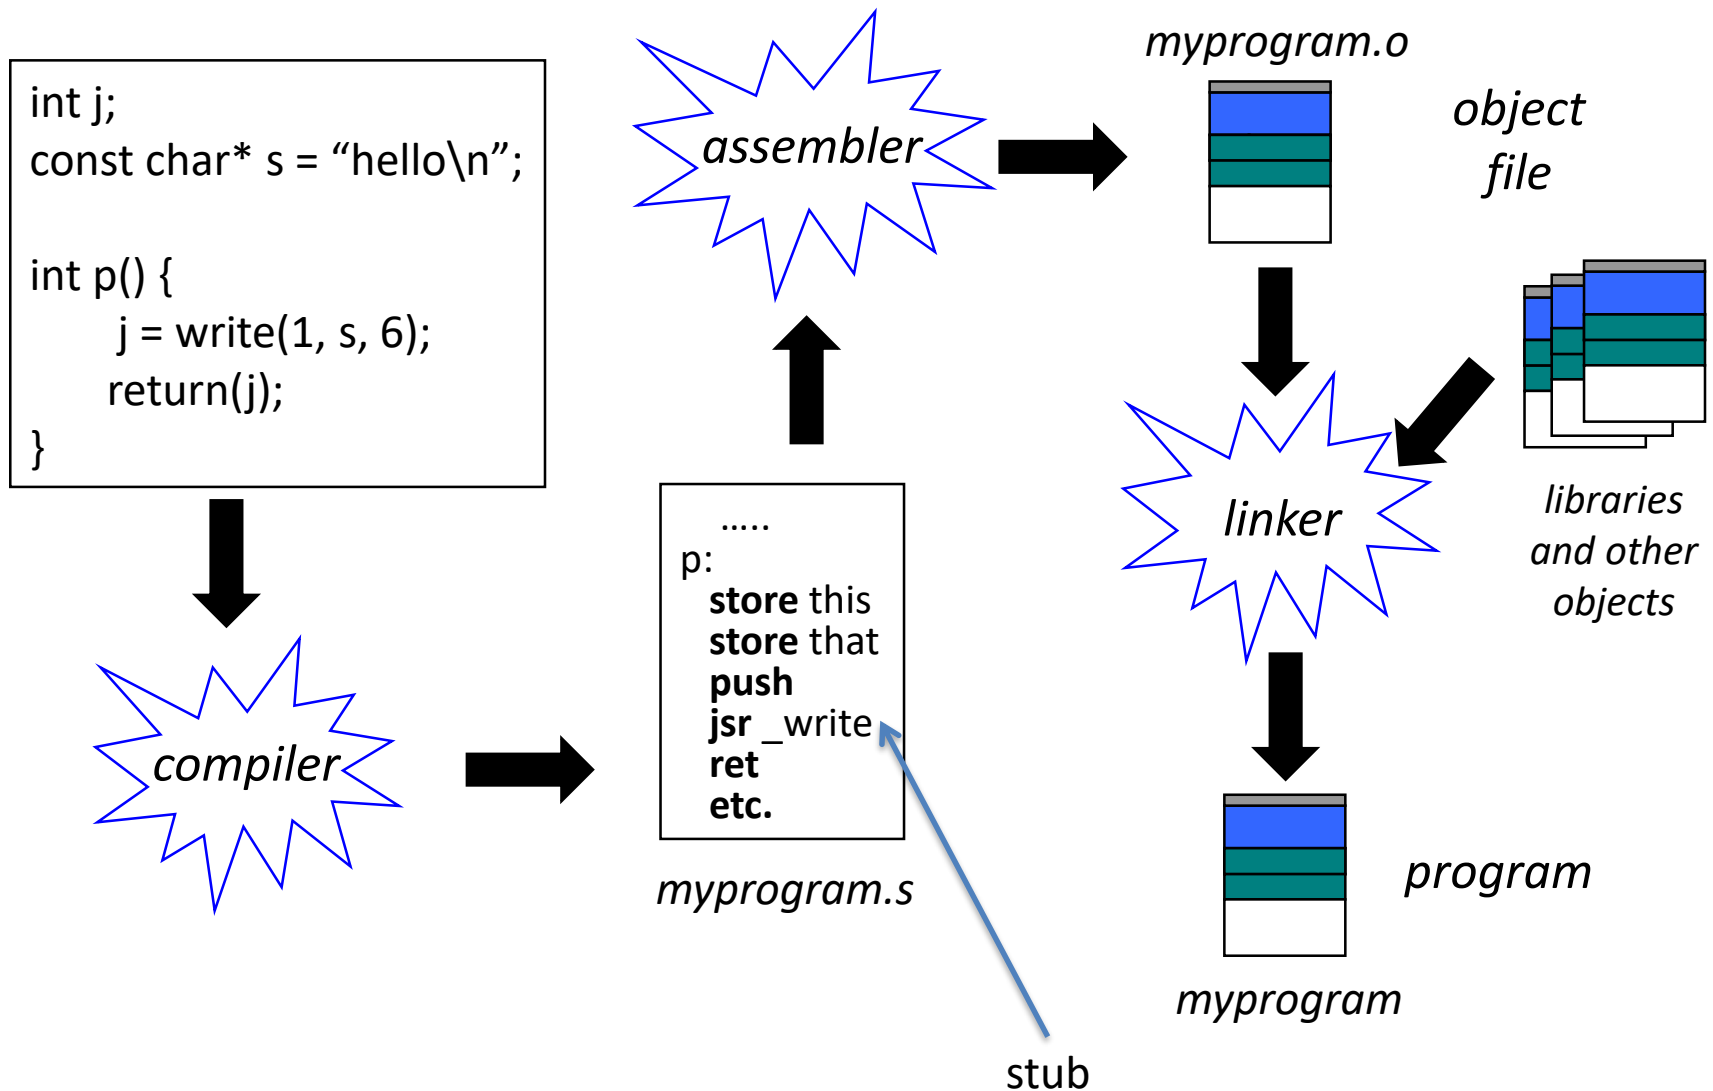 int j;
const char* s = “hello\n”;
int p() {
j = write(1, s, 6);
return(j);
}
compiler
…..
p:
store this
store that
push
jsr _write
ret
etc.
myprogram.s
stub
assembler
myprogram.o
object
file
libraries
and other
objects
linker
program
myprogram